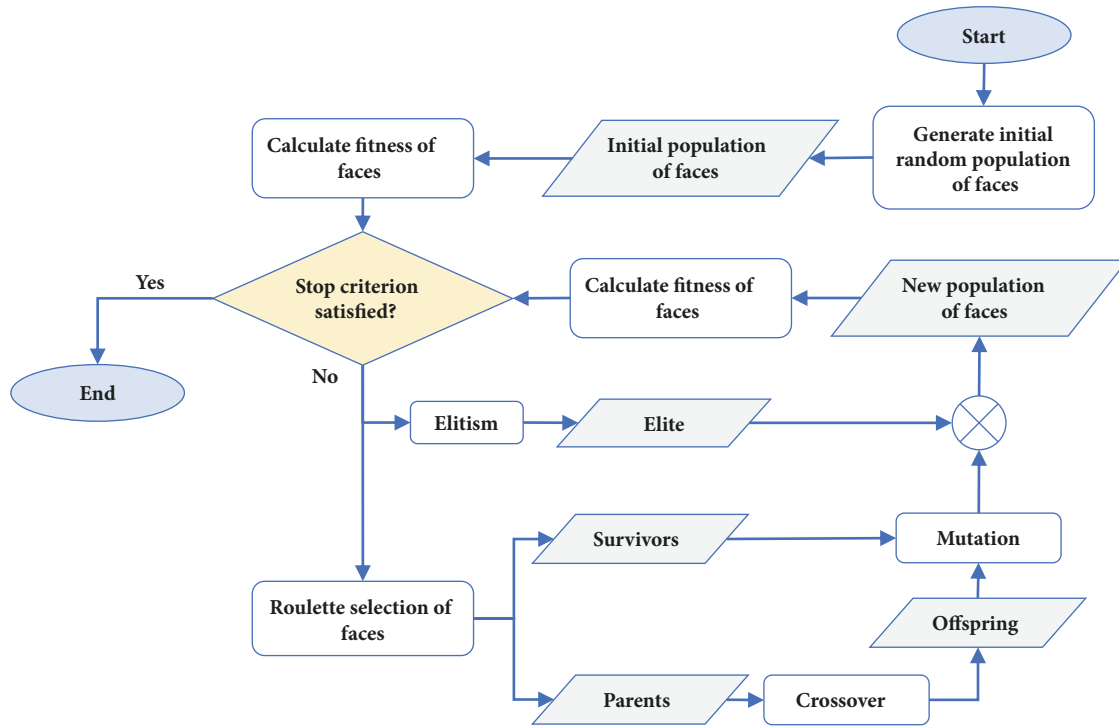 Start
Generate initial
random population
of faces
Initial population
of faces
Calculate fitness of
faces
Stop criterion
satisfied?
Yes
End
No
Calculate fitness of
faces
New population
of faces
Elitism
Elite
Roulette selection of
faces
Survivors
Mutation
Parents
Crossover
Offspring